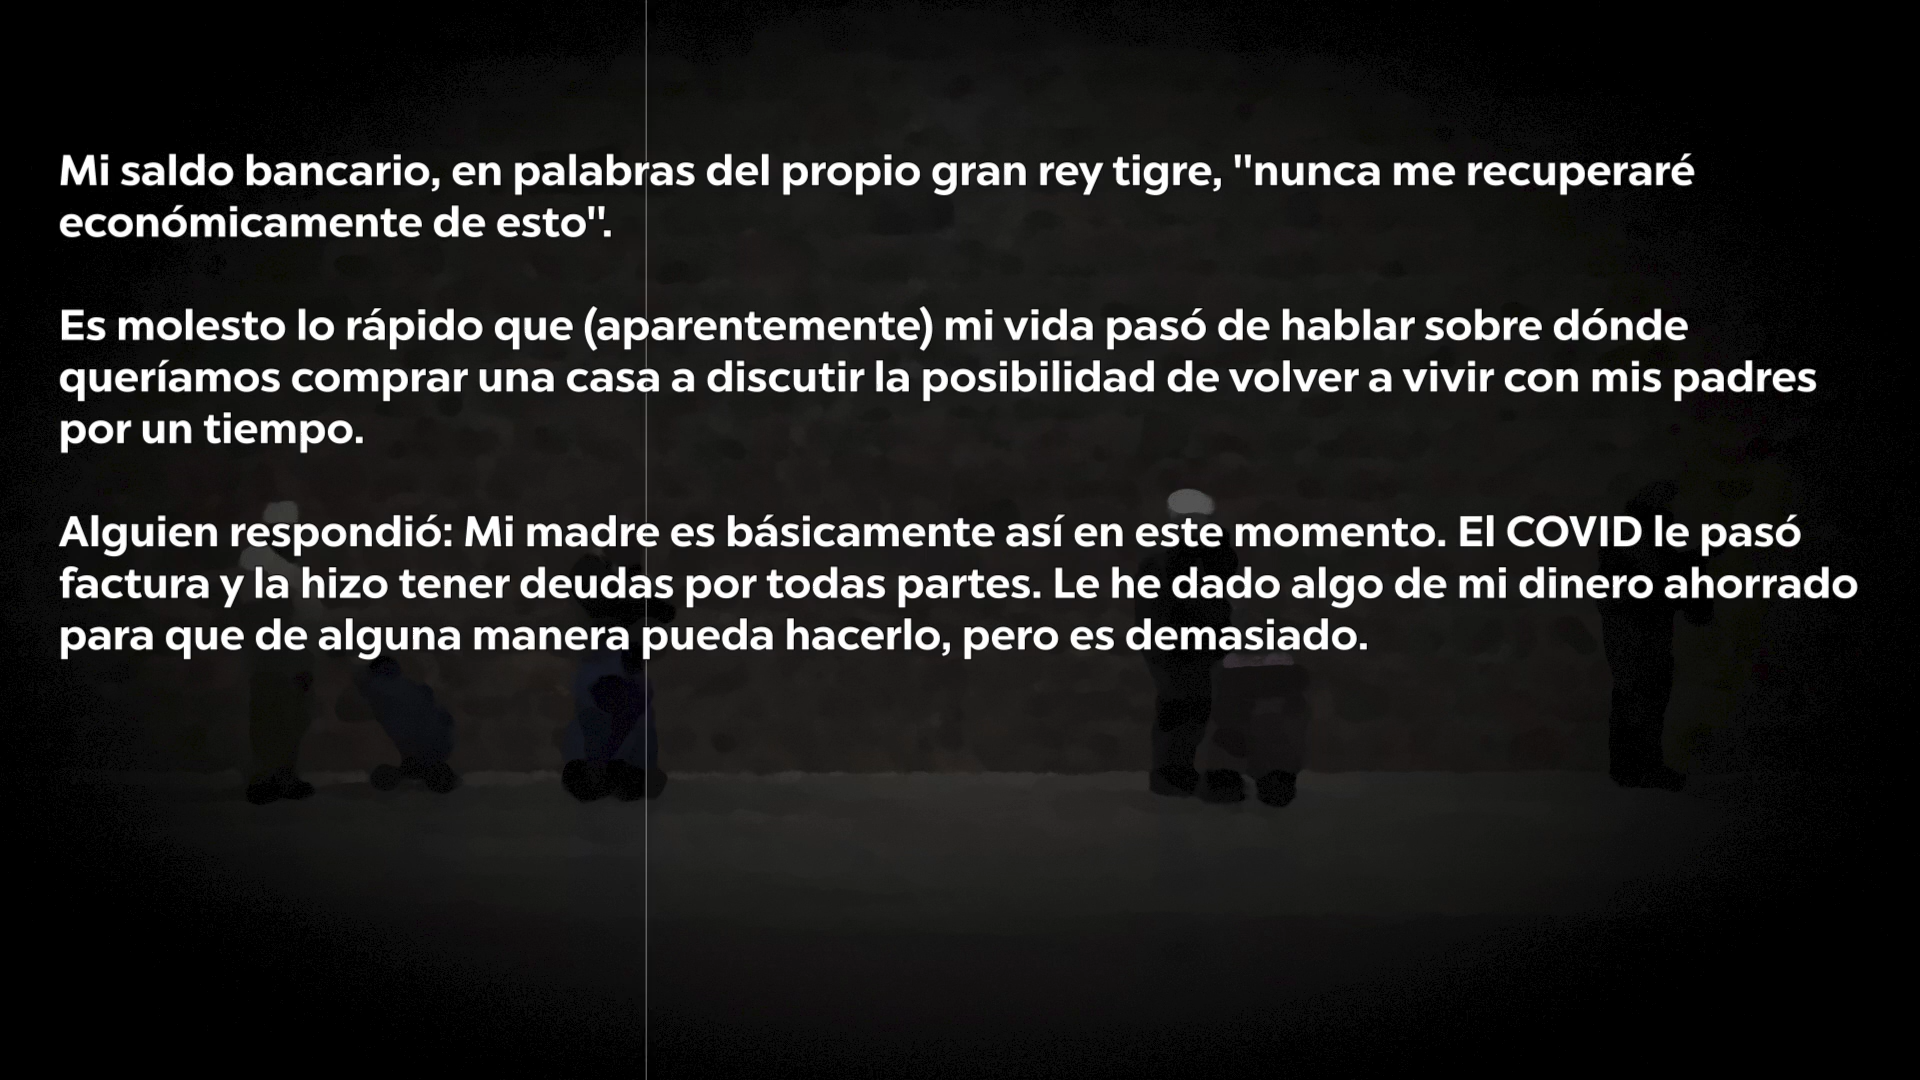 Mi saldo bancario, en palabras del propio gran rey tigre, "nunca me recuperaré
económicamente de esto".
Es molesto lo rápido que (aparentemente) mi vida pasó de hablar sobre dónde
queríamos comprar una casa a discutir la posibilidad de volver a vivir con mis padres
por un tiempo.
Alguien respondió: Mi madre es básicamente así en este momento. El COVID le pasó
factura y la hizo tener deudas por todas partes. Le he dado algo de mi dinero ahorrado
para que de alguna manera pueda hacerlo, pero es demasiado.